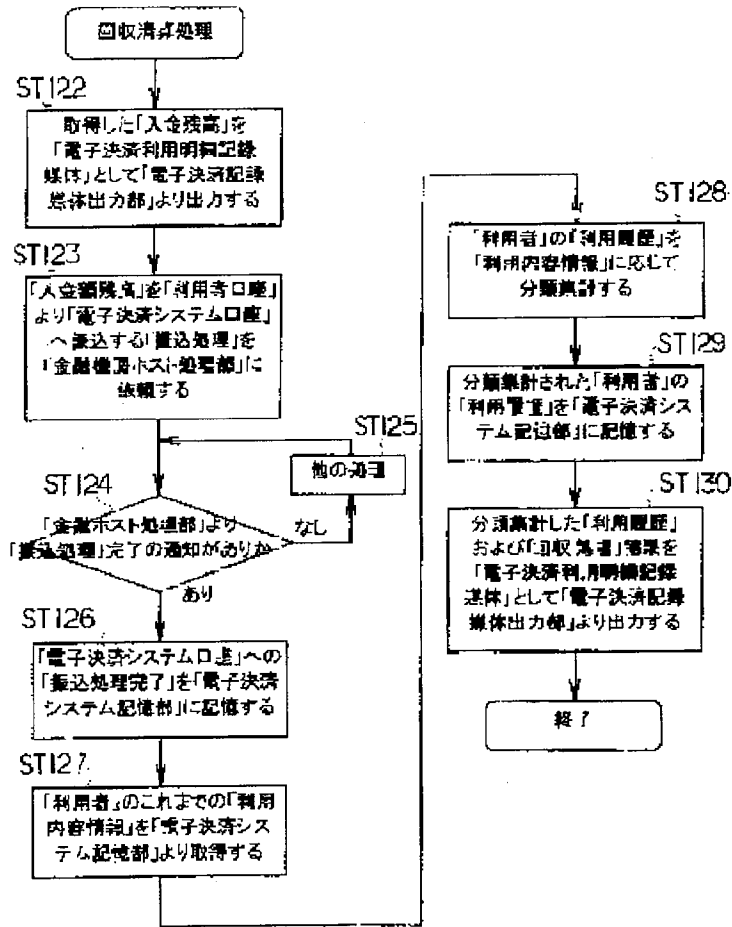 回収清算処理
ST122
取得した「入金残高」を
「電子決済利用明細記録
媒体」として「電子決済記録
媒体出力部」より出力する
ST123
「入金額残高」を「利用者口座」
より「電子決済システム口座」
へ振込する「振込処理」を
「金融機関ホスト処理部」に
依頼する
ST125
他の処理
ST124
「金融ホスト処理部」より
「振込処理」完了の通知がありか
なし
あり
ST126
「電子決済システム口座」への
「振込処理完了」を「電子決済
システム記憶部」に記憶する
ST127
「利用者」のこれまでの「利用
内容情報」を「電子決済シス
テム記憶部」より取得する
ST128
「利用者」の「利用履歴」を
「利用内容情報」に応じて
分類集計する
ST129
分類集計された「利用者」の
「利用履歴」を「電子決済シス
テム記憶部」に記憶する
ST130
分類集計した「利用履歴」
および「回収処理」結果を
「電子決済利用明細記録
媒体」として「電子決済記録
媒体出力部」より出力する
終了